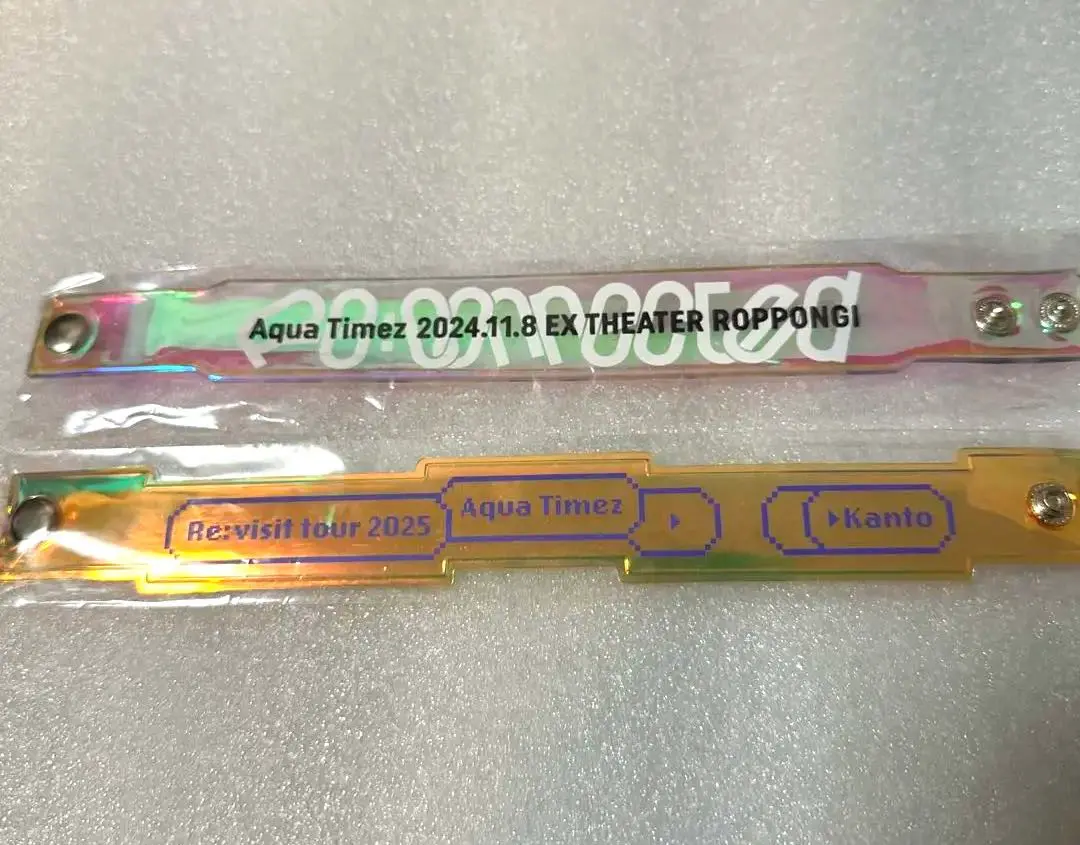 re:connected
Aqua Timez 2024.11.8 EX THEATER ROPPONGI
Re:visit tour 2025 Aqua Timez ▸ ▸Kanto